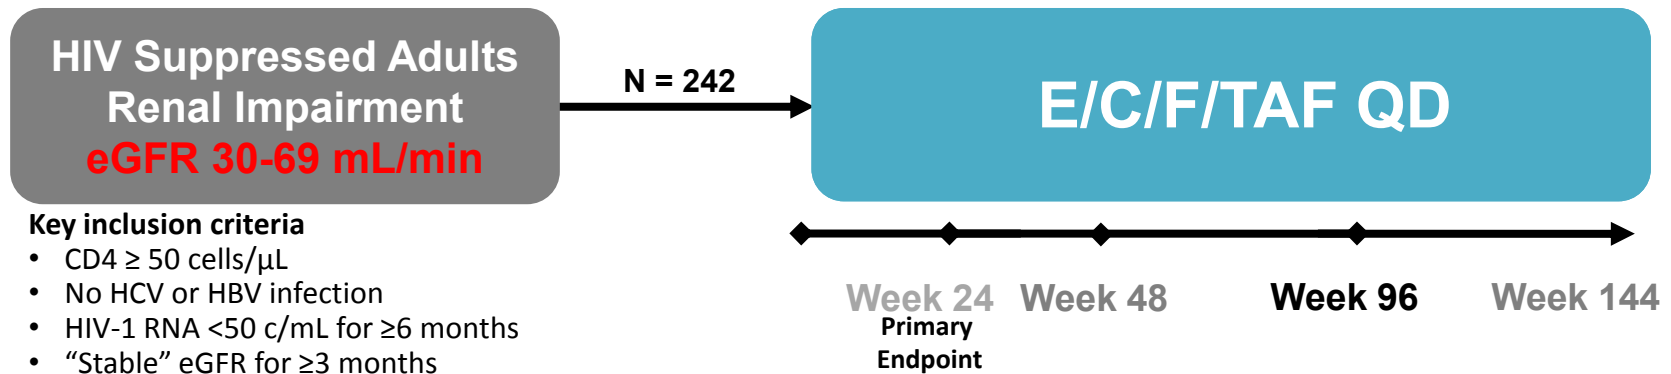 HIV Suppressed Adults
Renal Impairment
eGFR 30-69 mL/min
N = 242
E/C/F/TAF QD
Key inclusion criteria
• CD4 ≥ 50 cells/µL
• No HCV or HBV infection
• HIV-1 RNA <50 c/mL for ≥6 months
• “Stable” eGFR for ≥3 months
Week 24 Week 48 Week 96 Week 144
Primary
Endpoint